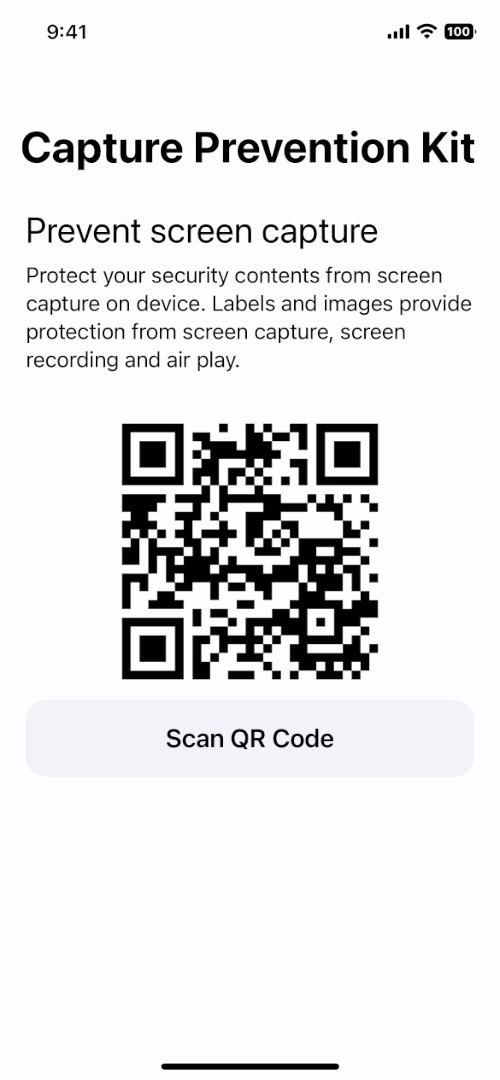 9:41
100
Capture Prevention Kit
Prevent screen capture
Protect your security contents from screen
capture on device. Labels and images provide
protection from screen capture, screen
recording and air play.
Scan QR Code